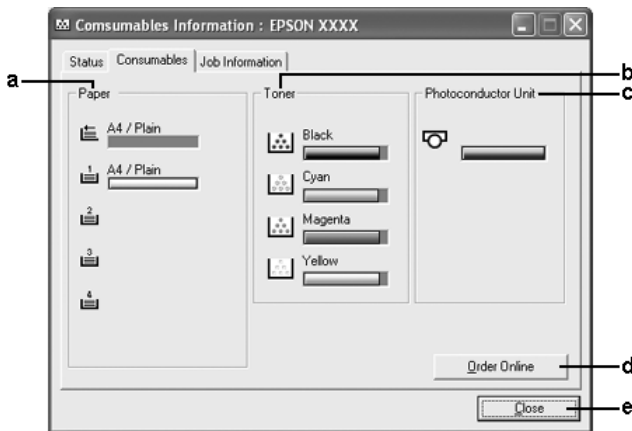 Comsumables Information : EPSON XXXX
Status Consumables Job Information
a
b
c
Paper
A4 / Plain
1 A4 / Plain
2
3
4
Toner
Black
Cyan
Magenta
Yellow
Photoconductor Unit
Order Online
d
Close
e